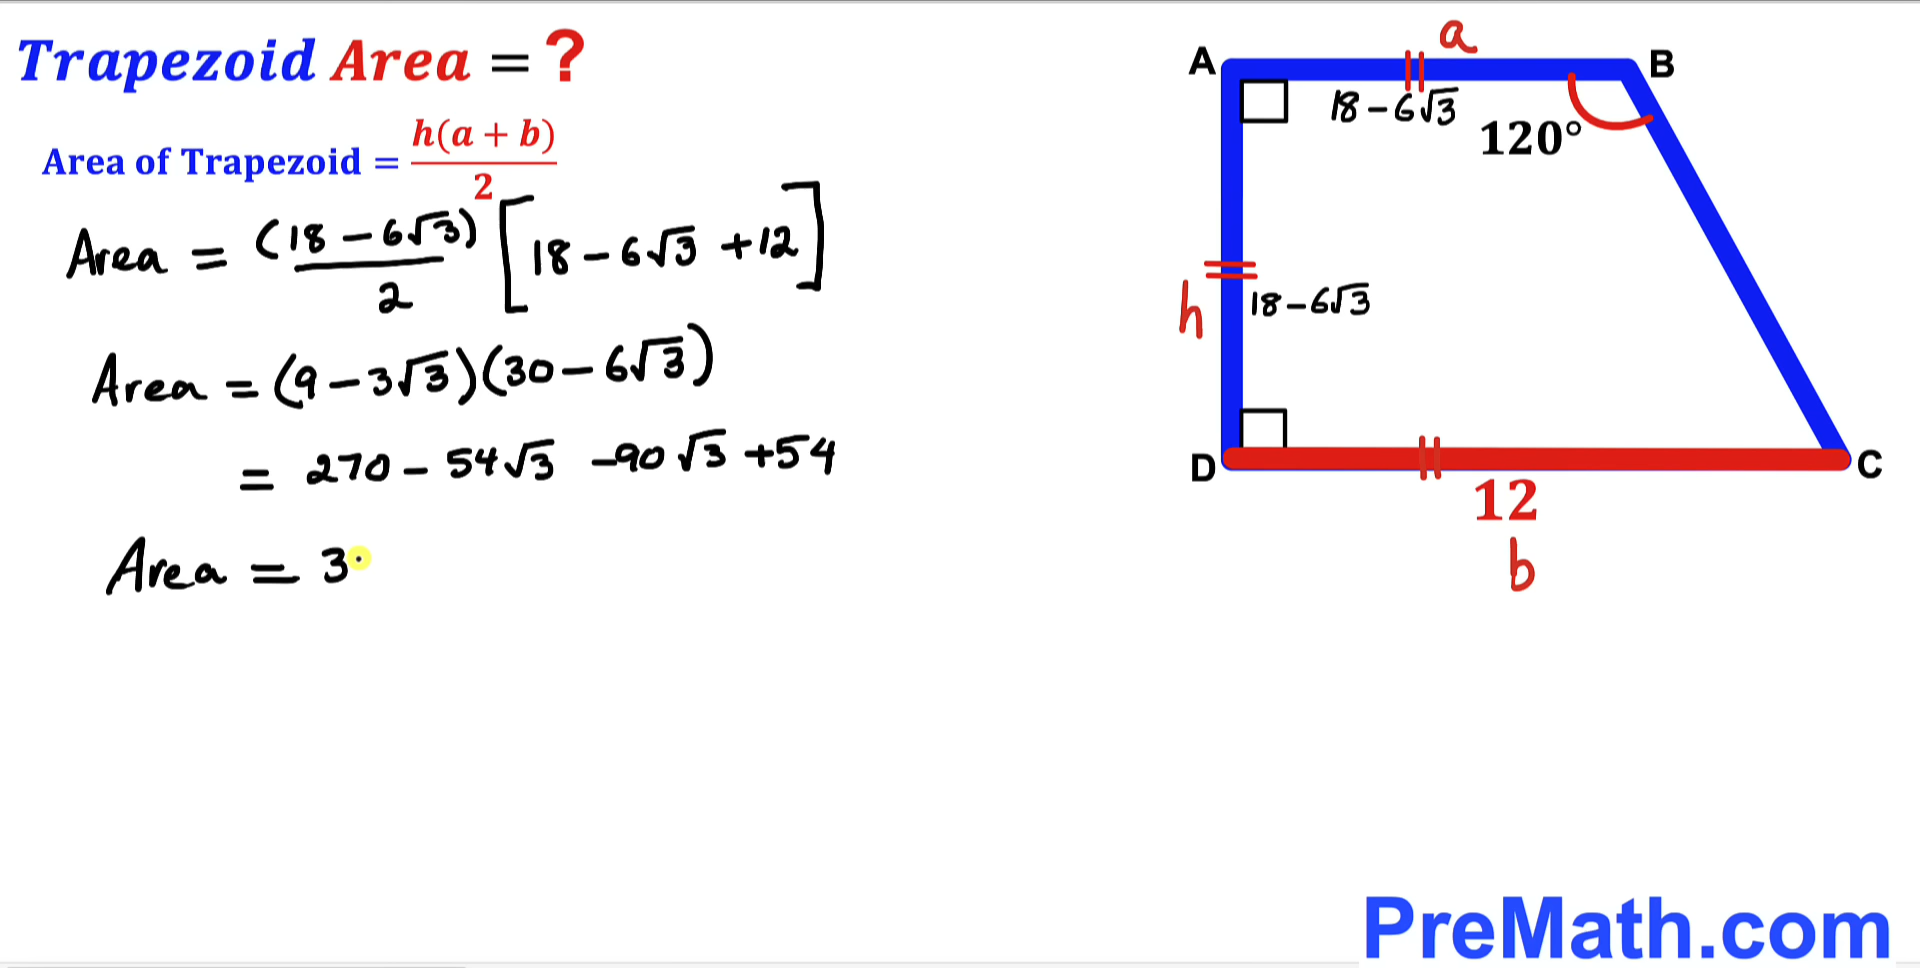 Trapezoid Area = ?
Area of Trapezoid = h(a + b) / 2
Area = (18 - 6√3) / 2 [18 - 6√3 + 12]
Area = (9 - 3√3)(30 - 6√3)
= 270 - 54√3 - 90√3 + 54
Area = 3
a
A
B
18 - 6√3
120°
h
18 - 6√3
D
C
12
b
PreMath.com